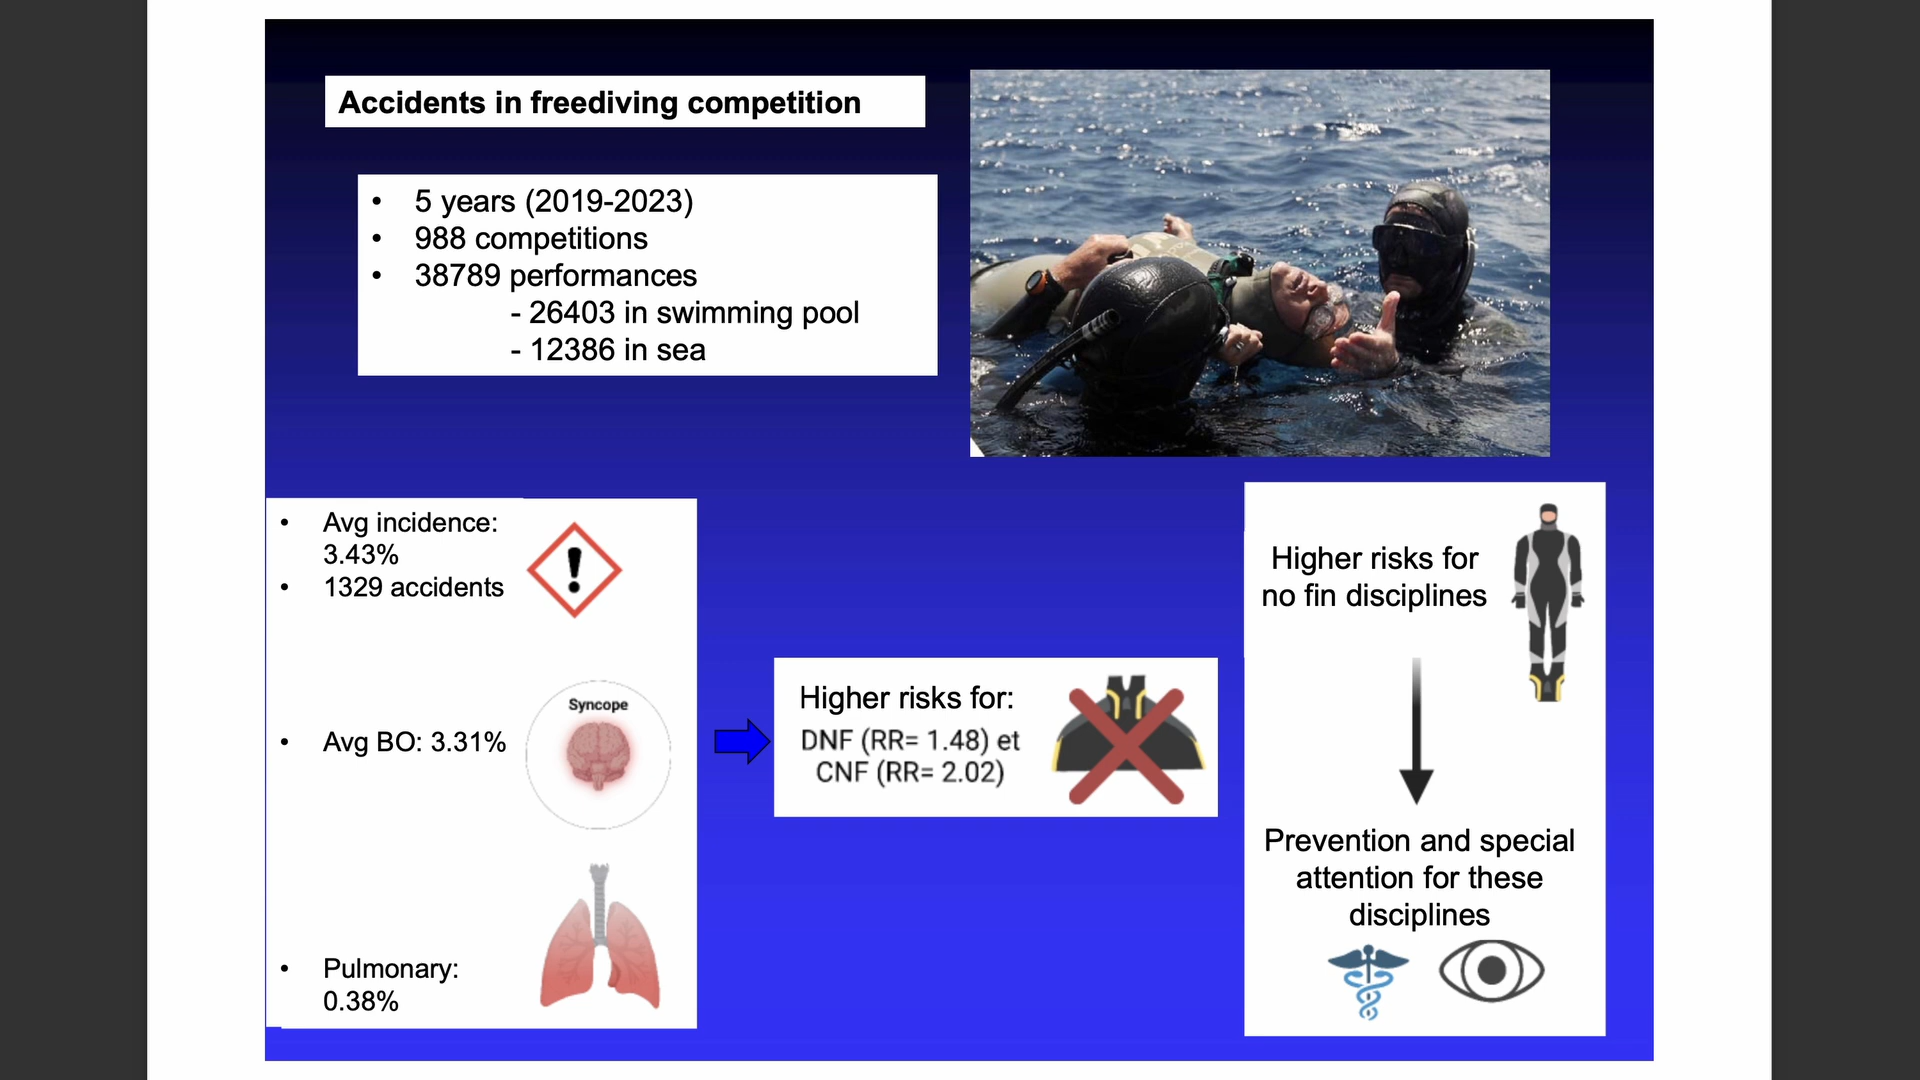 Accidents in freediving competition
• 5 years (2019-2023)
• 988 competitions
• 38789 performances
- 26403 in swimming pool
- 12386 in sea
• Avg incidence:
3.43%
• 1329 accidents
Syncope
• Avg BO: 3.31%
• Pulmonary:
0.38%
Higher risks for:
DNF (RR= 1.48) et
CNF (RR= 2.02)
Higher risks for
no fin disciplines
Prevention and special
attention for these
disciplines